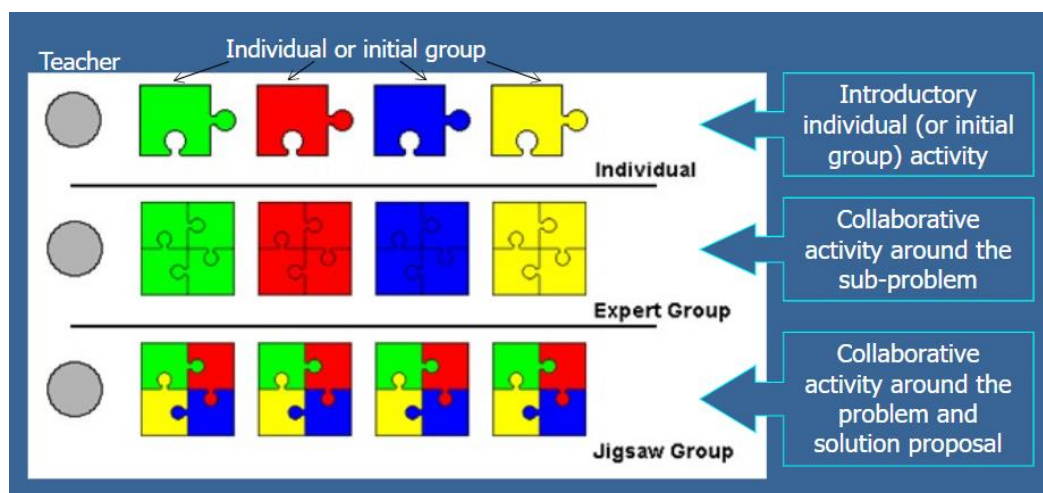 Individual or initial group
Teacher
Introductory
individual (or initial
group) activity
Individual
Collaborative
activity around the
sub-problem
Expert Group
Collaborative
activity around the
problem and
solution proposal
Jigsaw Group